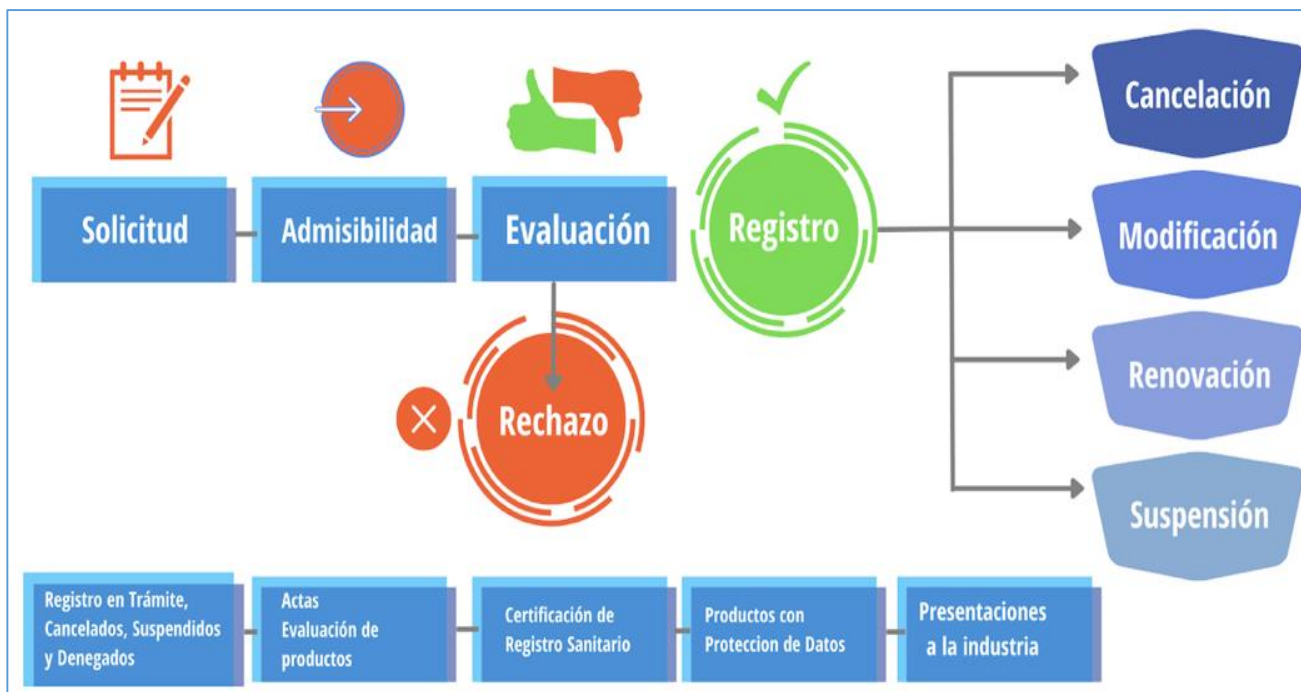 Solicitud
Admisibilidad
Evaluación
Registro
Rechazo
Cancelación
Modificación
Renovación
Suspensión
Registro en Trámite,
Cancelados, Suspendidos
y Denegados
Actas
Evaluación de
productos
Certificación de
Registro Sanitario
Productos con
Proteccion de Datos
Presentaciones
a la industria